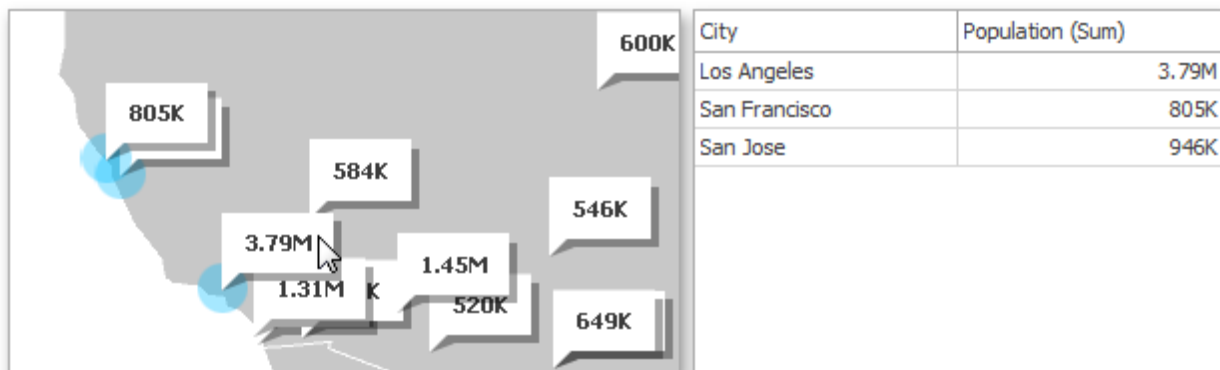 600K
805K
584K
546K
3.79M
1.45M
1.31M
K
520K
649K
City Population (Sum)
Los Angeles 3.79M
San Francisco 805K
San Jose 946K